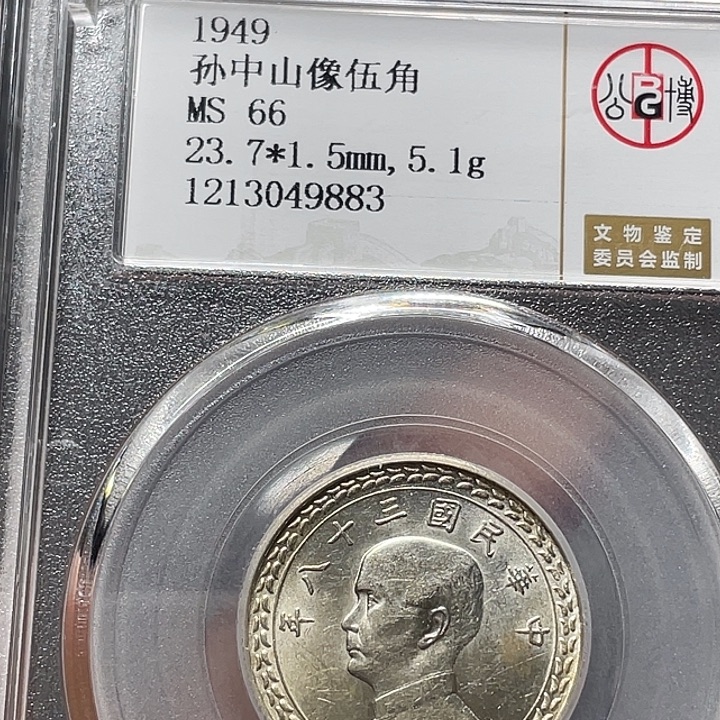 1949
孙中山像伍角
MS 66
23.7*1.5mm,5.1g
1213049883
公博
BG
文物鉴定
委员会监制
年八十三國民華中